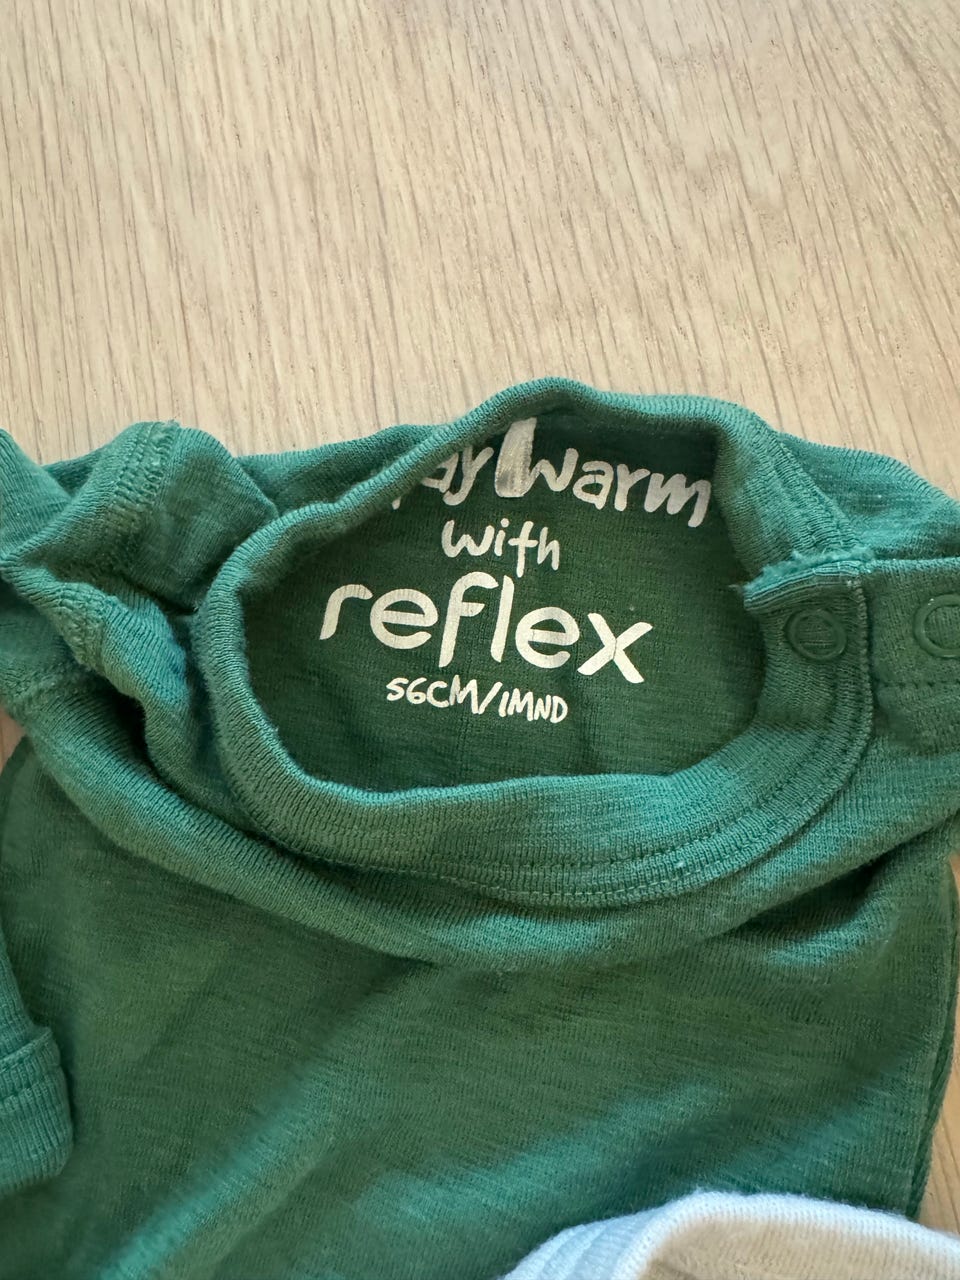 warm
with
reflex
56CM/1MND